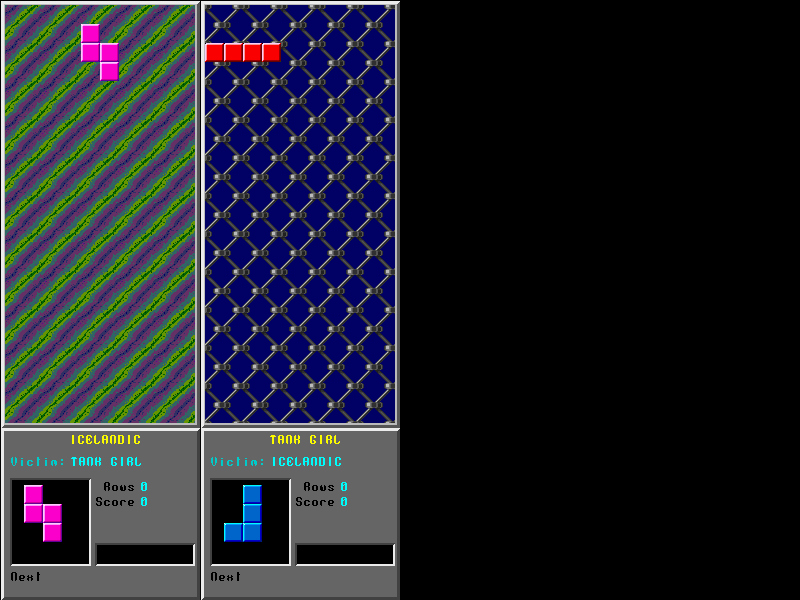 ICELANDIC
Victim: TANK GIRL
Rows 0
Score 0
Next
TANK GIRL
Victim: ICELANDIC
Rows 0
Score 0
Next